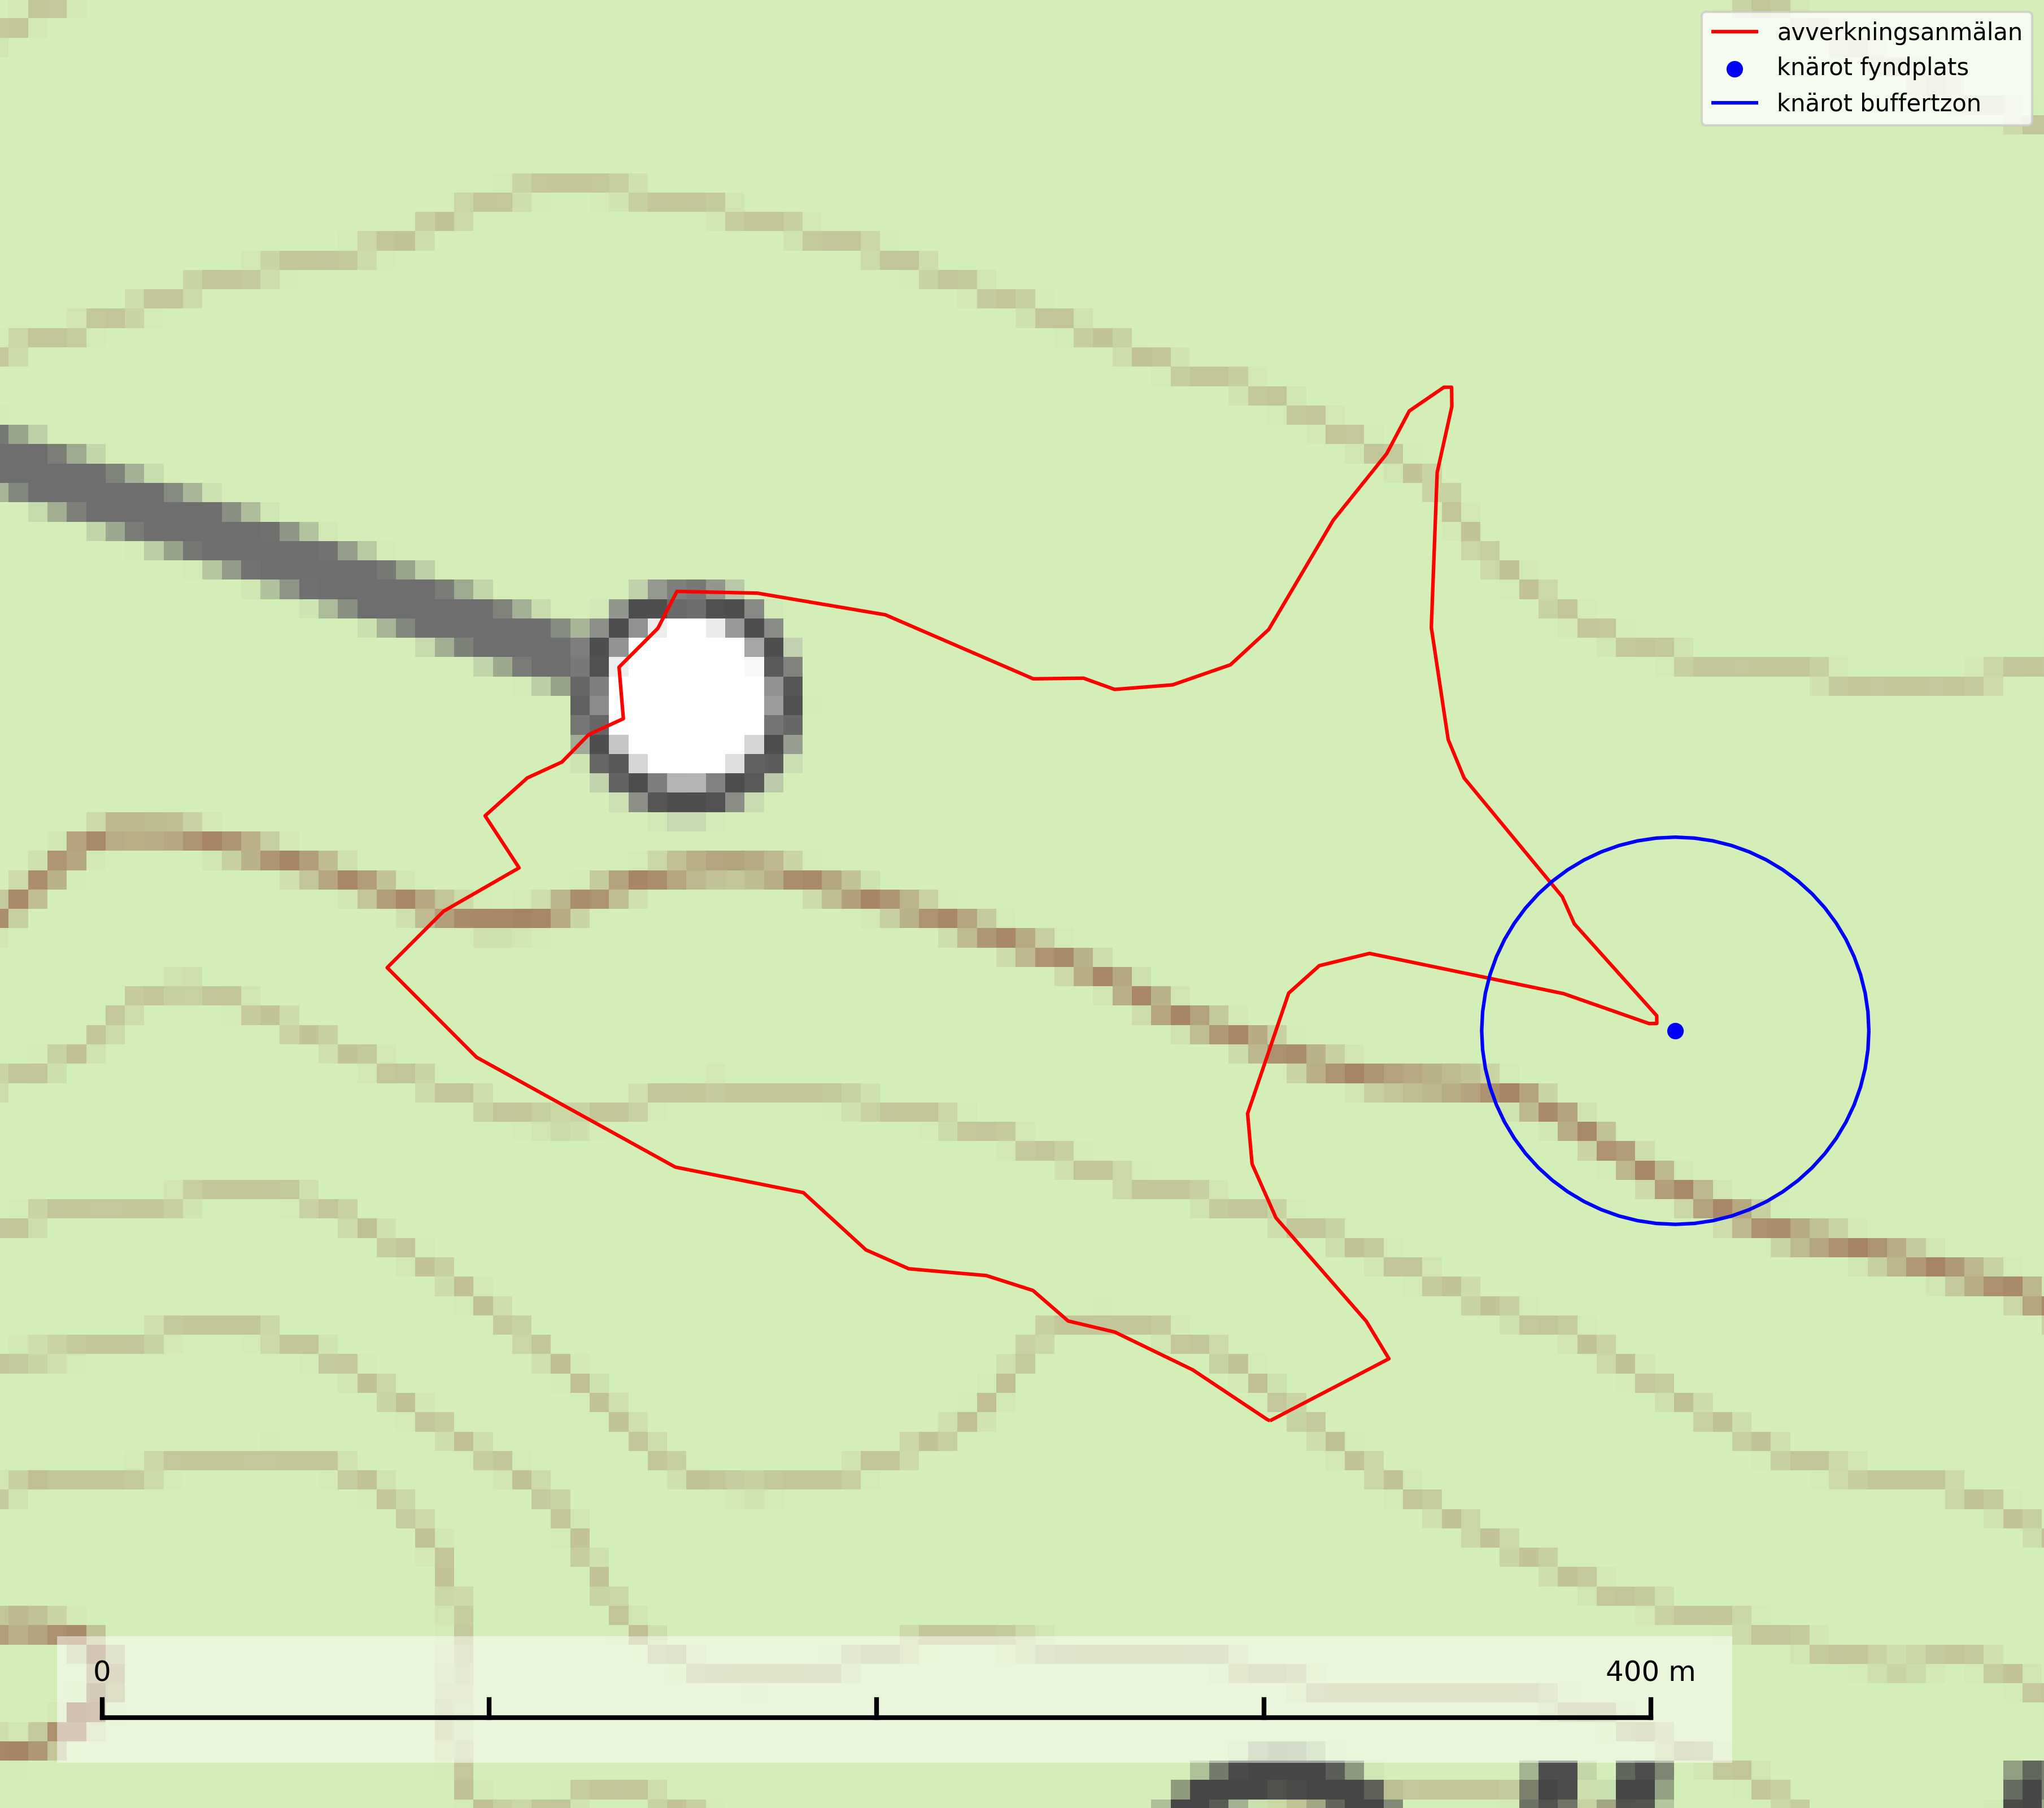 avverkningsanmälan
knärot fyndplats
knärot buffertzon
0 400 m